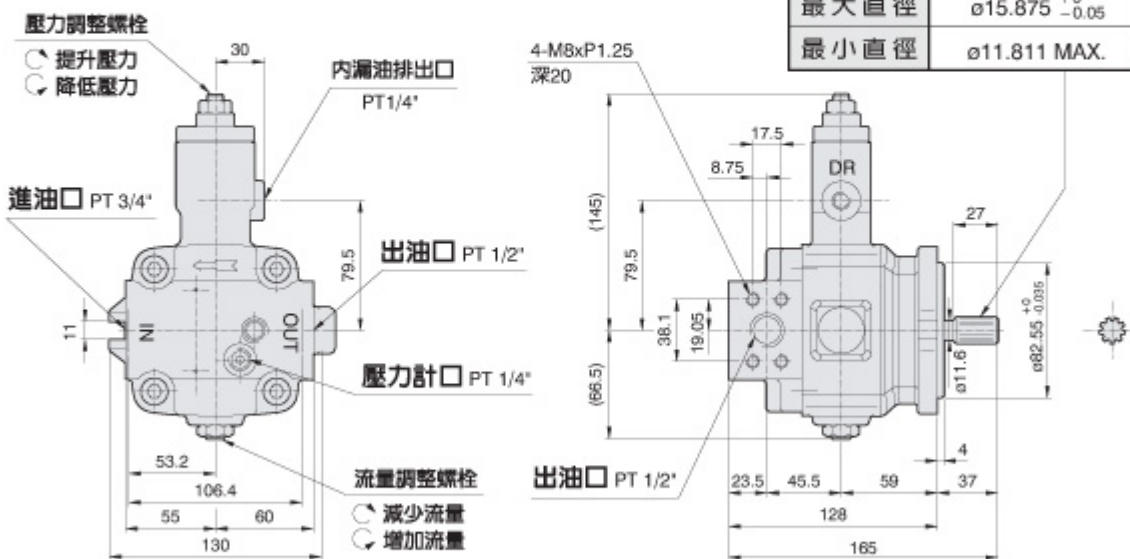 最大直徑 ø15.875 −0.05
最小直徑 ø11.811 MAX.
壓力調整螺栓
提升壓力
降低壓力
30
内漏油排出口
PT1/4"
進油口 PT 3/4"
79.5
出油口 PT 1/2"
11
IN
OUT
壓力計口 PT 1/4"
53.2
106.4
55
60
130
流量調整螺栓
減少流量
增加流量
4-M8xP1.25
深20
17.5
8.75
DR
(145)
79.5
27
38.1
19.05
(66.5)
ø11.6
ø82.55 +0 -0.035
出油口 PT 1/2"
4
23.5
45.5
59
37
128
165